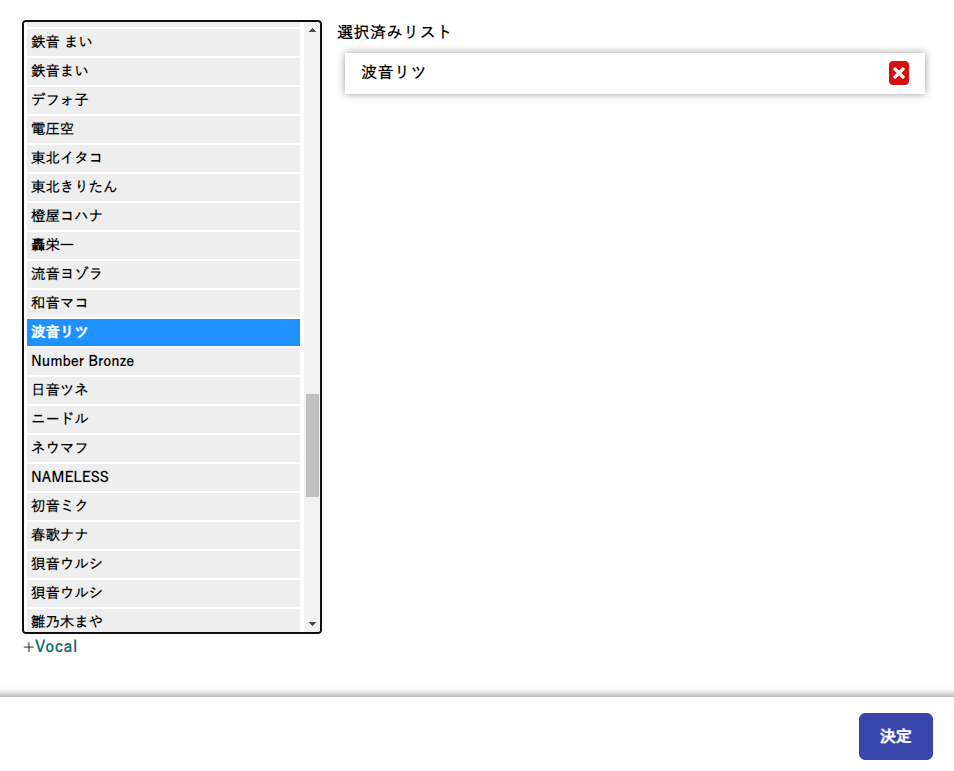 鉄音 まい
鉄音まい
デフォ子
電圧空
東北イタコ
東北きりたん
橙屋コハナ
轟栄一
流音ヨゾラ
和音マコ
波音リツ
Number Bronze
日音ツネ
ニードル
ネウマフ
NAMELESS
初音ミク
春歌ナナ
狽音ウルシ
狽音ウルシ
雛乃木まや
+Vocal
選択済みリスト
波音リツ
決定